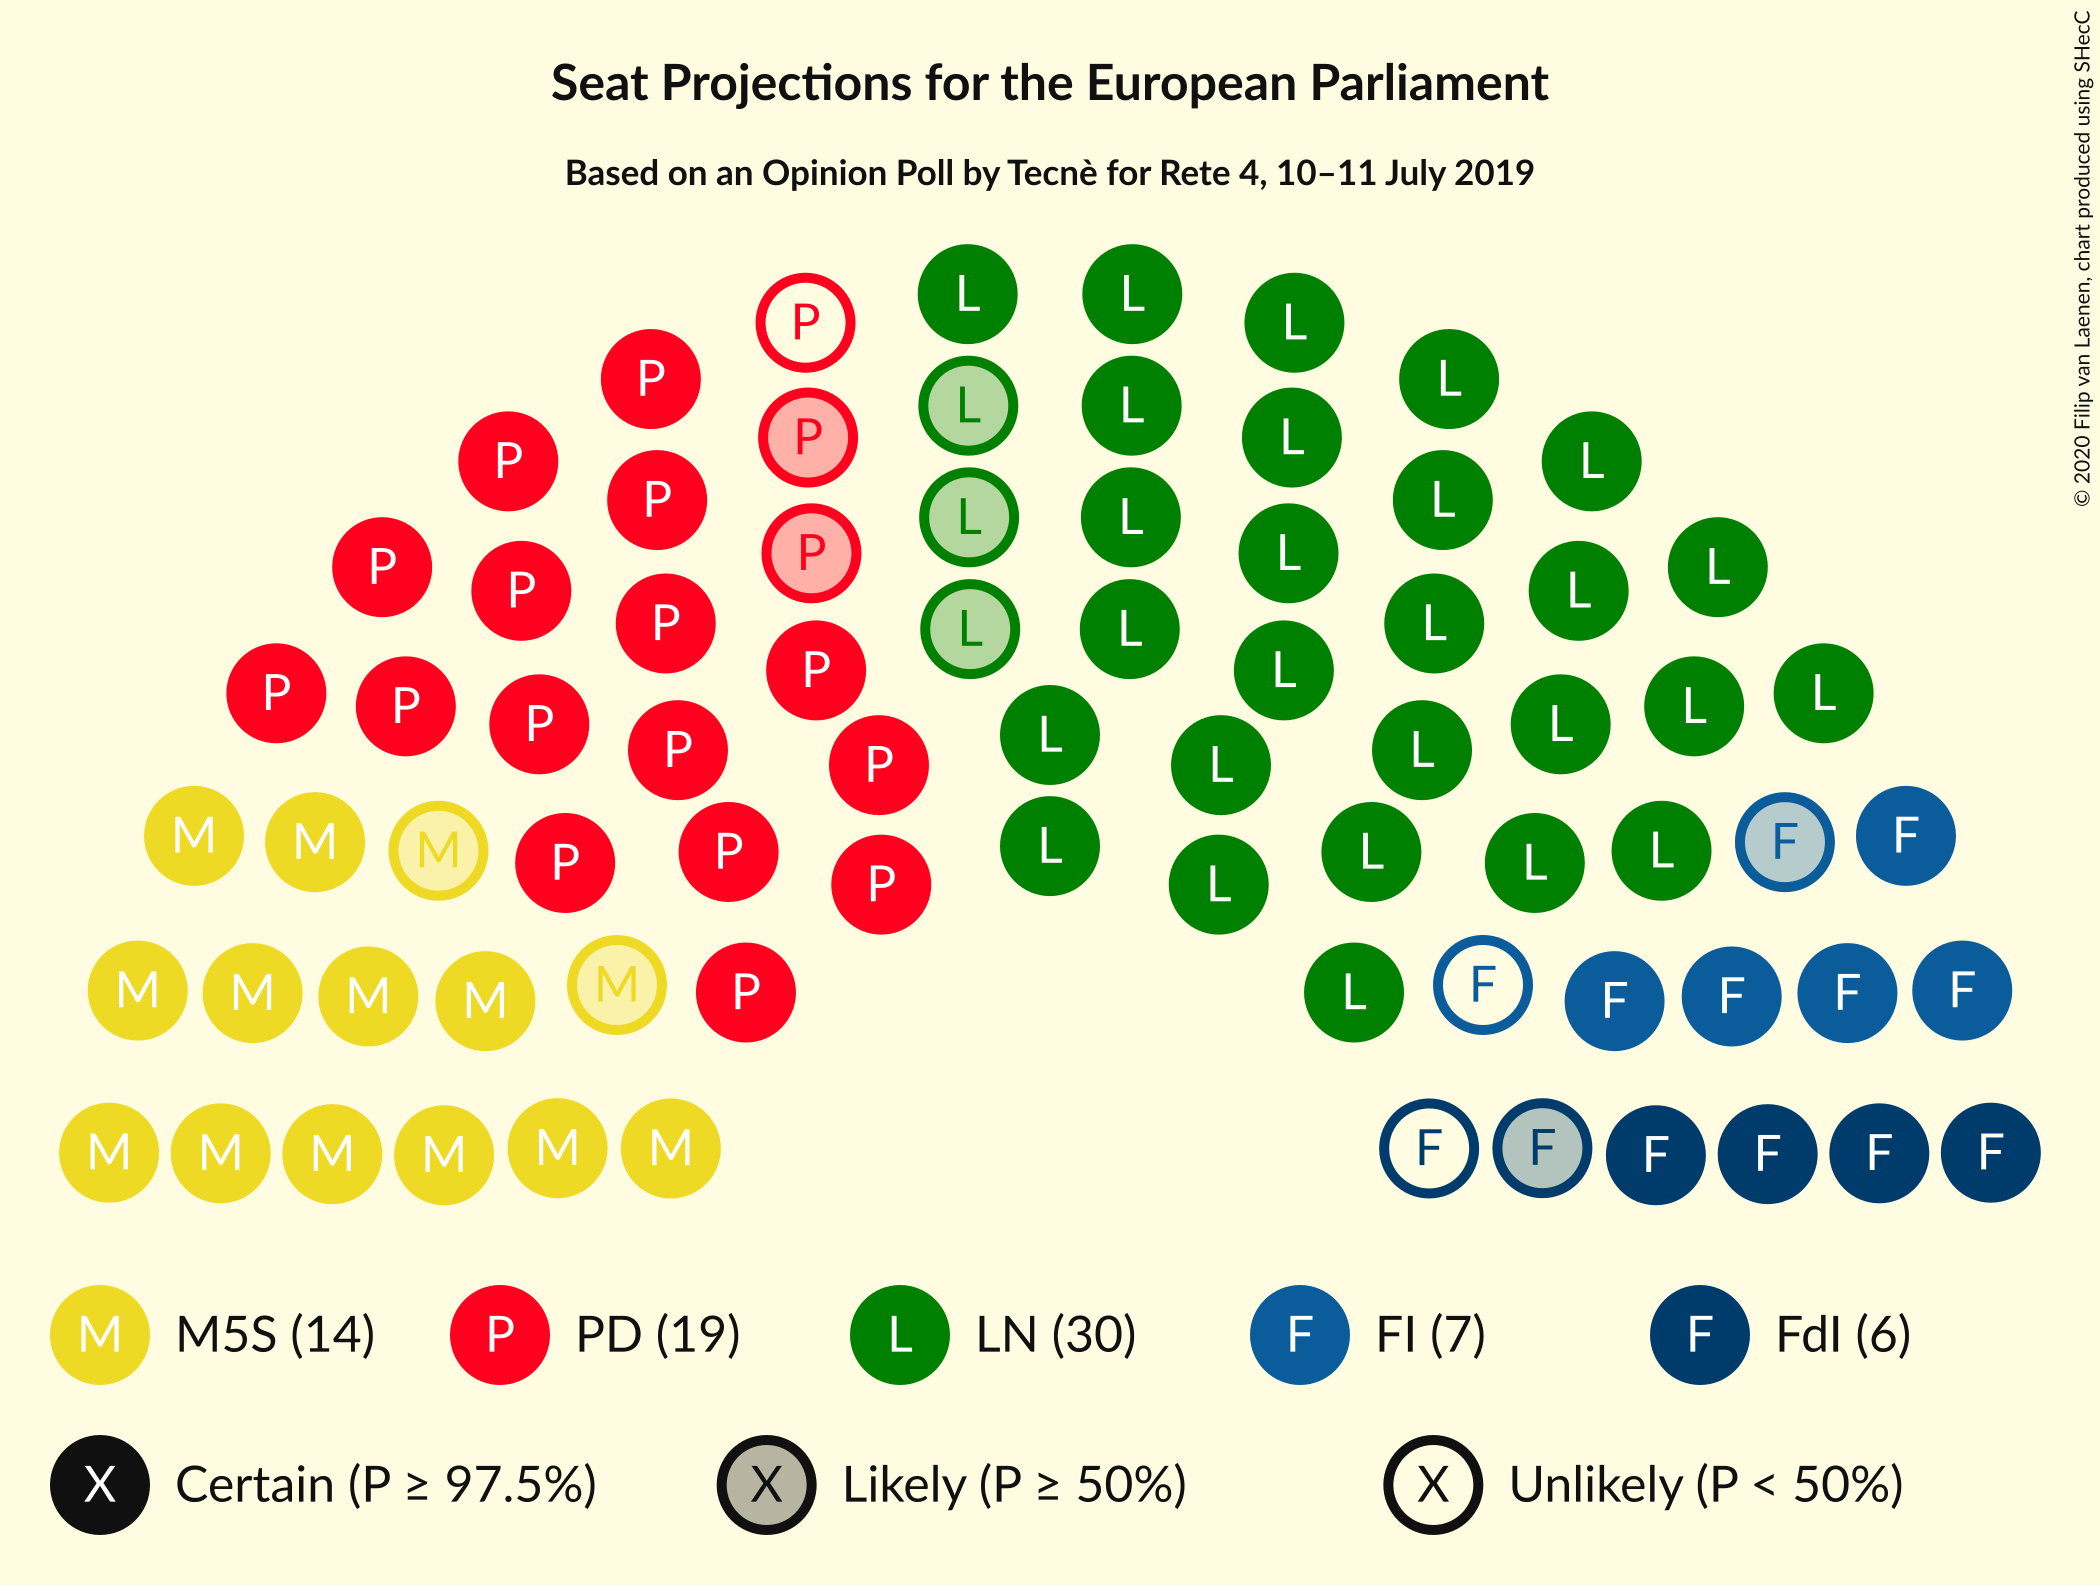 Seat Projections for the European Parliament
Based on an Opinion Poll by Tecnè for Rete 4, 10–11 July 2019
© 2020 Filip van Laenen, chart produced using SHecC
L L
P L L
P L L L L
P P L L
P P L L
P L L P L
P P L L
P P L L
P P L L
P P P P L L L L
P L L P
M M M P P P L L L L L F F
M M M M M P L F F F F F
M M M M M M F F F F F F
M M5S (14) P PD (19) L LN (30) F FI (7) F FdI (6)
X Certain (P ≥ 97.5%) X Likely (P ≥ 50%) X Unlikely (P < 50%)